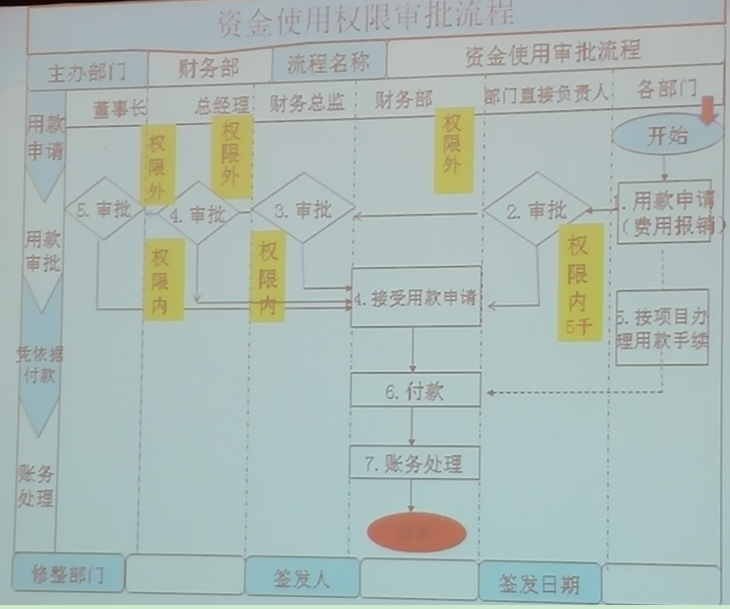 资金使用权限审批流程
主办部门 财务部 流程名称 资金使用审批流程
董事长 总经理 财务总监 财务部 部门直接负责人 各部门
用款
申请
权限外
权限外
权限外
开始
5.审批 4.审批 3.审批 2.审批
1.用款申请
（费用报销）
用款
审批
权限内
权限内
权限内
5千
4.接受用款申请
5.按项目办
理用款手续
凭依据
付款
6.付款
7.账务处理
账务
处理
修整部门 签发人 签发日期